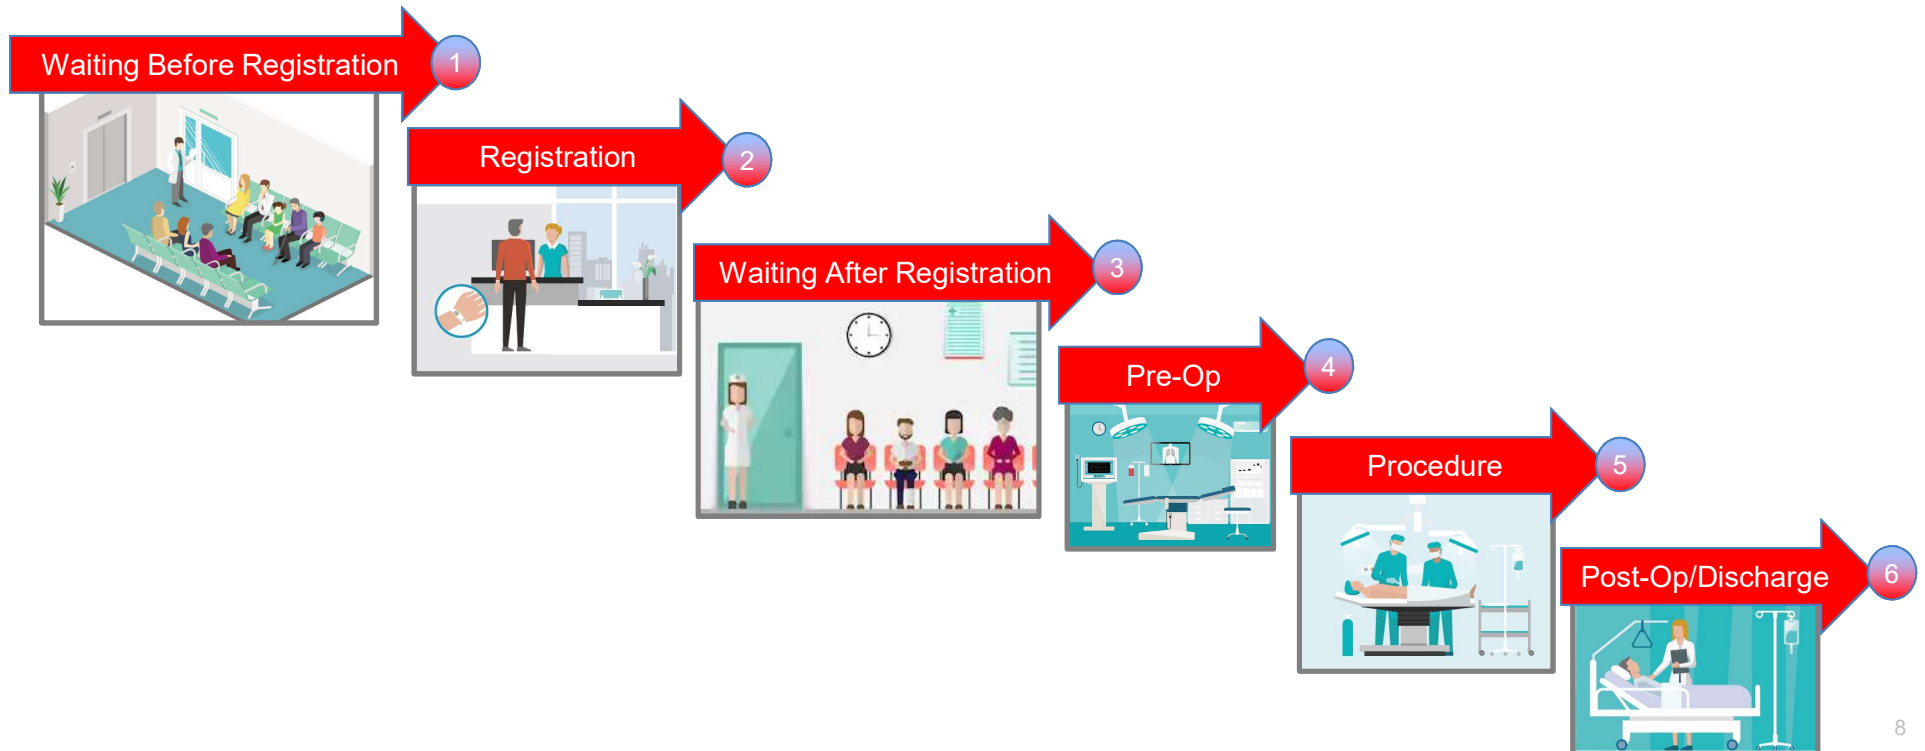 Waiting Before Registration
1
Registration
2
Waiting After Registration
3
Pre-Op
4
Procedure
5
Post-Op/Discharge
6
8